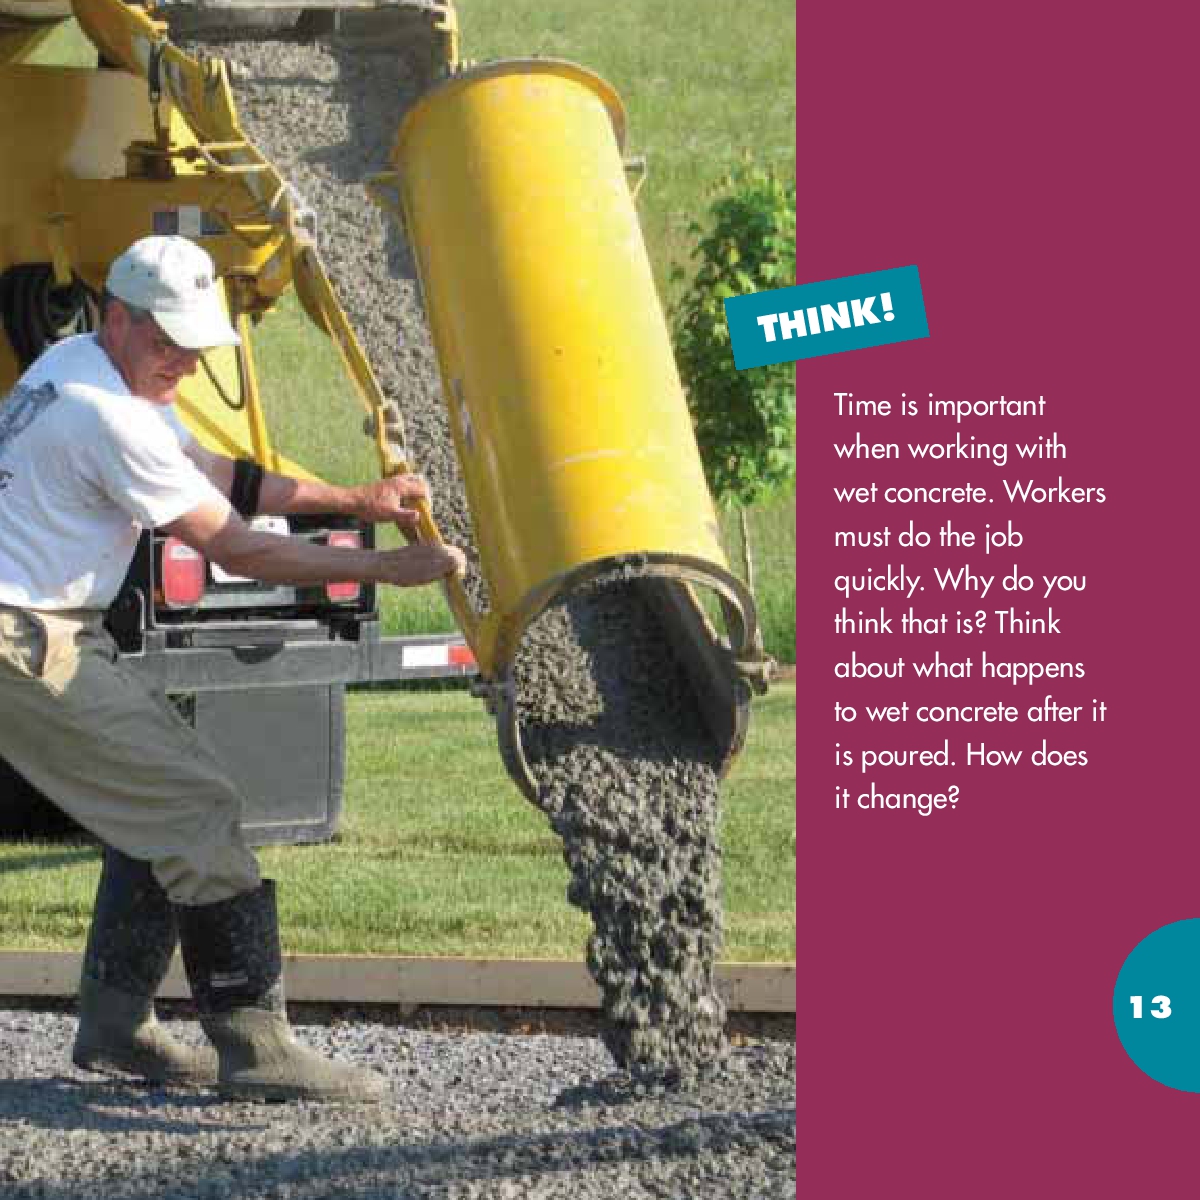 THINK!
Time is important
when working with
wet concrete. Workers
must do the job
quickly. Why do you
think that is? Think
about what happens
to wet concrete after it
is poured. How does
it change?
13